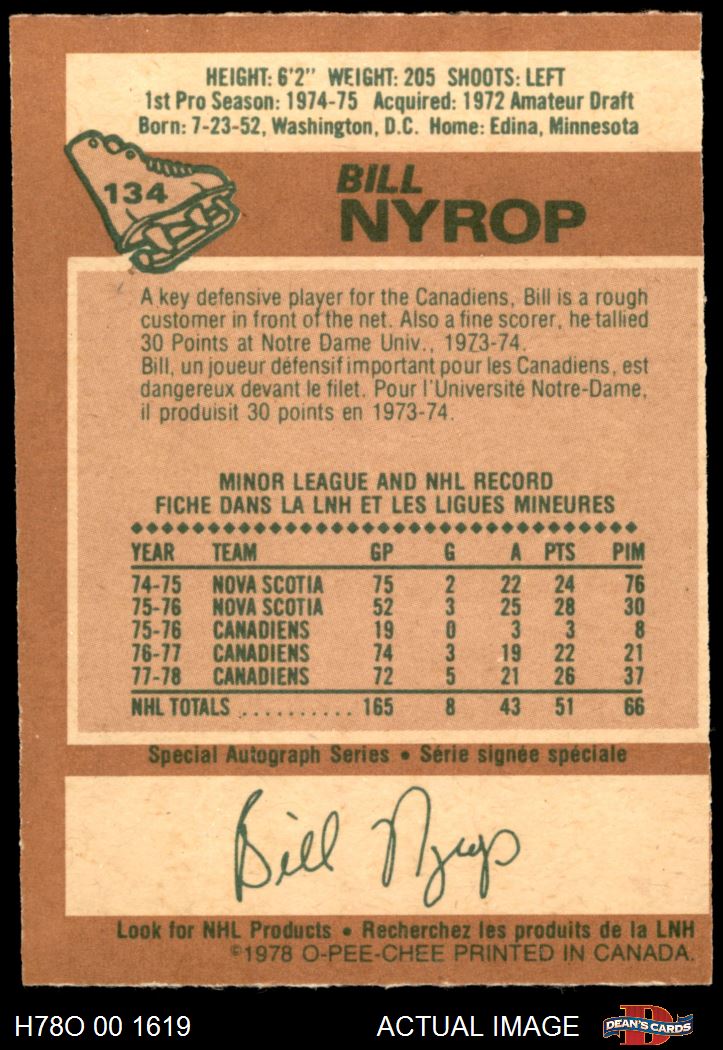 HEIGHT: 6'2" WEIGHT: 205 SHOOTS: LEFT
1st Pro Season: 1974-75 Acquired: 1972 Amateur Draft
Born: 7-23-52, Washington, D.C. Home: Edina, Minnesota
134
BILL
NYROP
A key defensive player for the Canadiens, Bill is a rough
customer in front of the net. Also a fine scorer, he tallied
30 Points at Notre Dame Univ., 1973-74.
Bill, un joueur défensif important pour les Canadiens, est
dangereux devant le filet. Pour l'Université Notre-Dame,
il produisit 30 points en 1973-74.
MINOR LEAGUE AND NHL RECORD
FICHE DANS LA LNH ET LES LIGUES MINEURES
YEAR TEAM GP G A PTS PIM
74-75 NOVA SCOTIA 75 2 22 24 76
75-76 NOVA SCOTIA 52 3 25 28 30
75-76 CANADIENS 19 0 3 3 8
76-77 CANADIENS 74 3 19 22 21
77-78 CANADIENS 72 5 21 26 37
NHL TOTALS .......... 165 8 43 51 66
Special Autograph Series • Série signée spéciale
Bill Nyrop
Look for NHL Products • Recherchez les produits de la LNH
©1978 O-PEE-CHEE PRINTED IN CANADA.
H78O 00 1619 ACTUAL IMAGE D DEAN'S CARDS